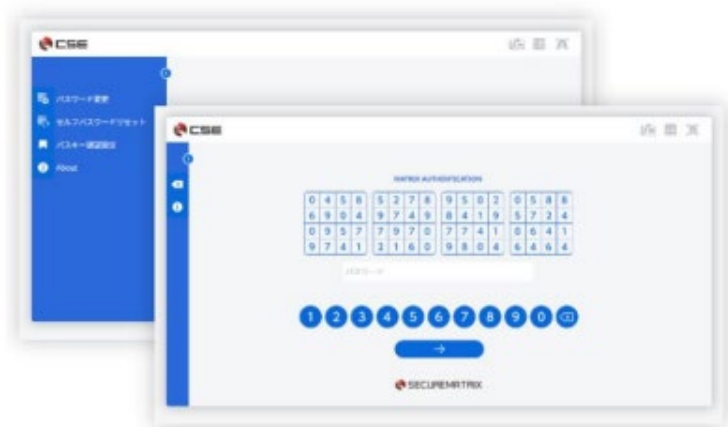 CSE
パスワード変更
セルフパスワードリセット
About
CSE
MATRIX AUTHENTICATION
0 4 5 8 5 2 7 8 9 5 0 2 0 5 8 8
6 9 0 4 9 7 4 9 8 4 1 9 5 7 2 4
0 9 5 7 7 9 7 0 7 7 4 1 0 6 4 1
9 7 4 1 2 1 6 0 9 8 0 4 6 4 6 4
パスワード
1 2 3 4 5 6 7 8 9 0
SECUREMATRIX